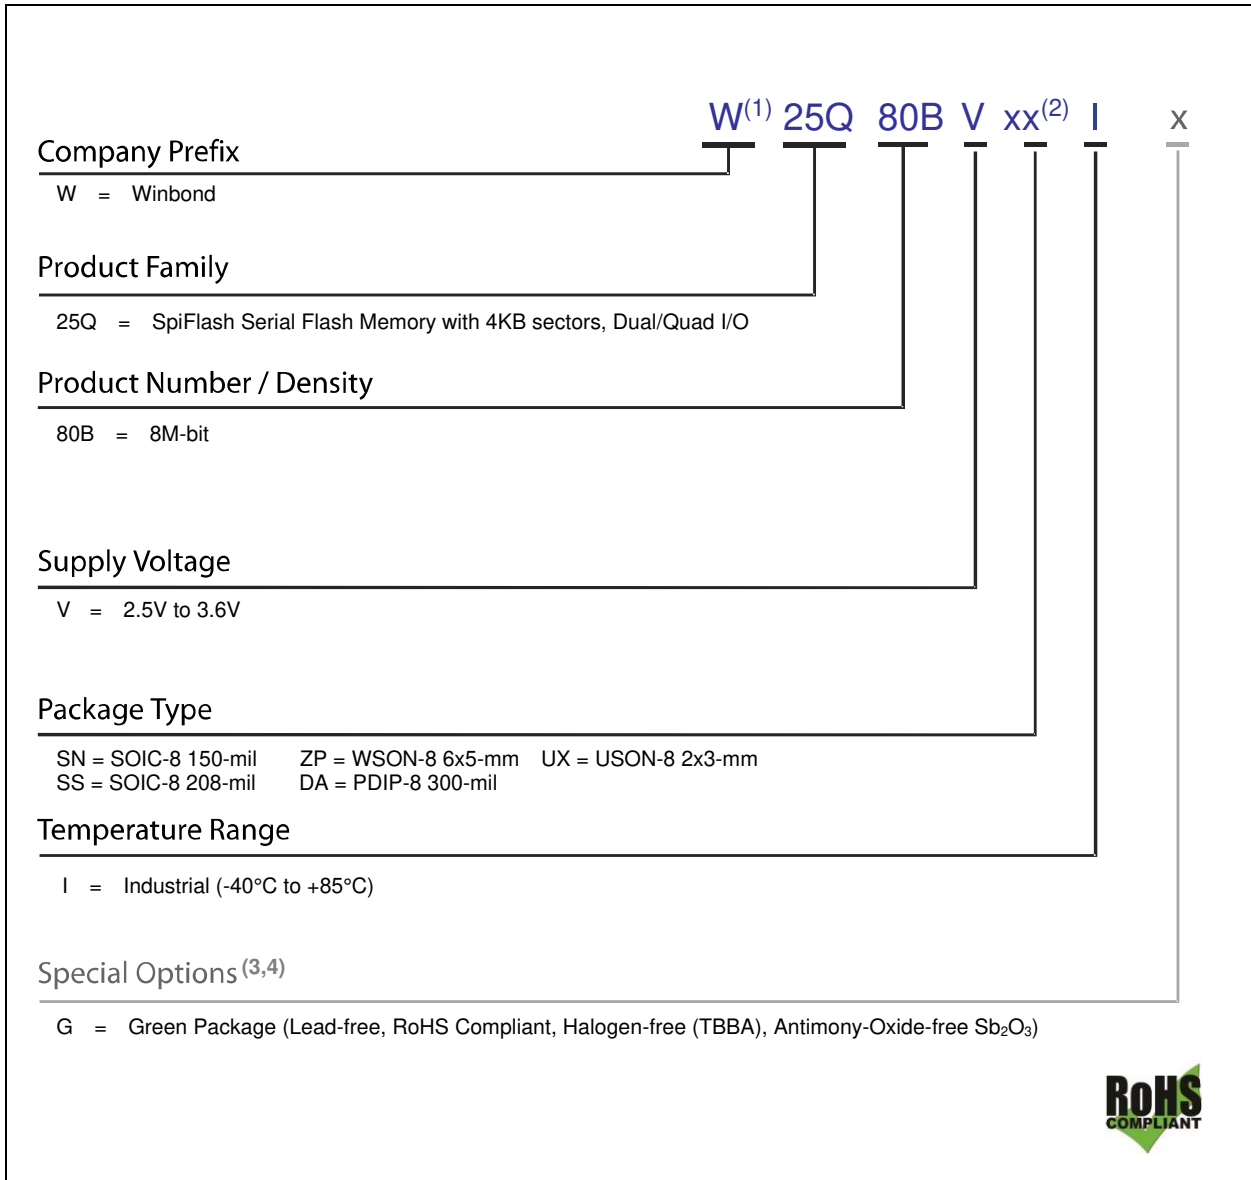 W(1) 25Q 80B V xx(2) I x
Company Prefix
W = Winbond
Product Family
25Q = SpiFlash Serial Flash Memory with 4KB sectors, Dual/Quad I/O
Product Number / Density
80B = 8M-bit
Supply Voltage
V = 2.5V to 3.6V
Package Type
SN = SOIC-8 150-mil ZP = WSON-8 6x5-mm UX = USON-8 2x3-mm
SS = SOIC-8 208-mil DA = PDIP-8 300-mil
Temperature Range
I = Industrial (-40°C to +85°C)
Special Options (3,4)
G = Green Package (Lead-free, RoHS Compliant, Halogen-free (TBBA), Antimony-Oxide-free Sb₂O₃)
RoHS
COMPLIANT